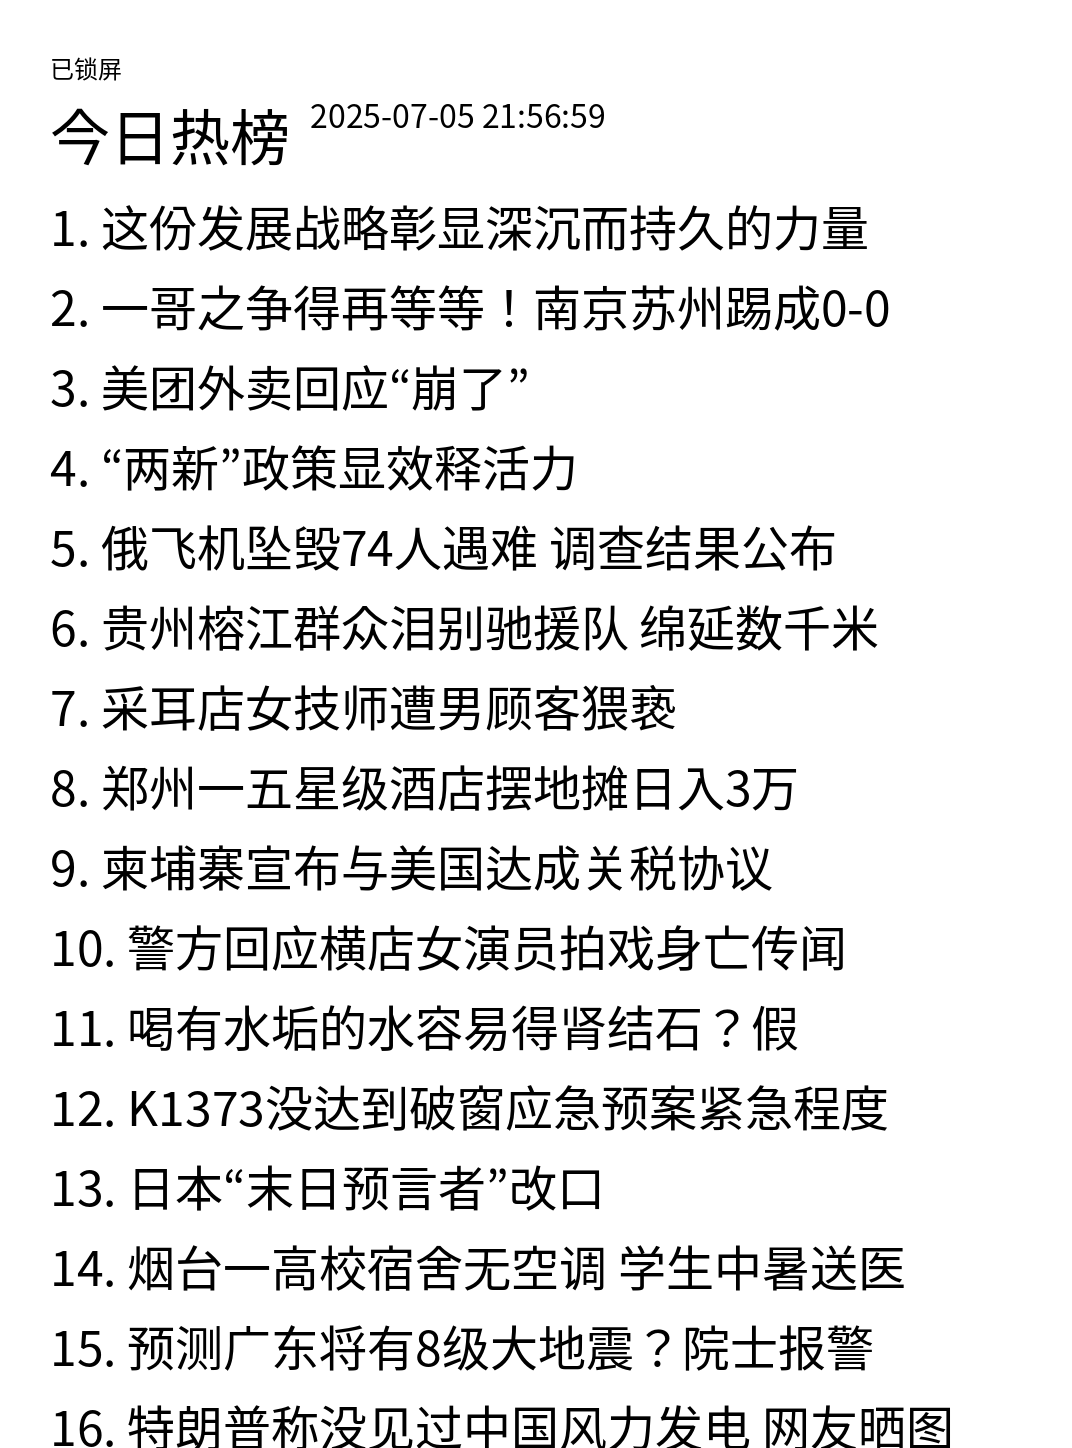 已锁屏
今日热榜 2025-07-05 21:56:59
1. 这份发展战略彰显深沉而持久的力量
2. 一哥之争得再等等！南京苏州踢成0-0
3. 美团外卖回应“崩了”
4. “两新”政策显效释活力
5. 俄飞机坠毁74人遇难 调查结果公布
6. 贵州榕江群众泪别驰援队 绵延数千米
7. 采耳店女技师遭男顾客猥亵
8. 郑州一五星级酒店摆地摊日入3万
9. 柬埔寨宣布与美国达成关税协议
10. 警方回应横店女演员拍戏身亡传闻
11. 喝有水垢的水容易得肾结石？假
12. K1373没达到破窗应急预案紧急程度
13. 日本“末日预言者”改口
14. 烟台一高校宿舍无空调 学生中暑送医
15. 预测广东将有8级大地震？院士报警
16. 特朗普称没见过中国风力发电 网友晒图